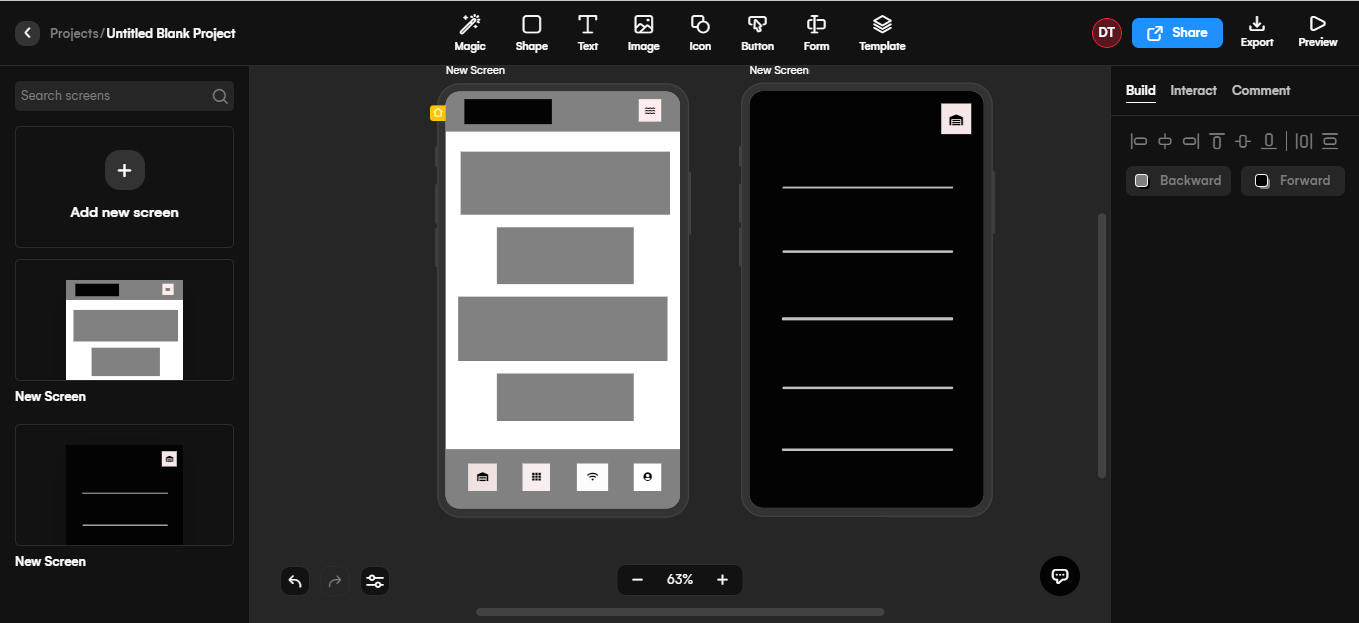 Projects/Untitled Blank Project
Magic
Shape
Text
Image
Icon
Button
Form
Template
DT
Share
Export
Preview
Search screens
Add new screen
New Screen
New Screen
New Screen
New Screen
63%
Build
Interact
Comment
Backward
Forward